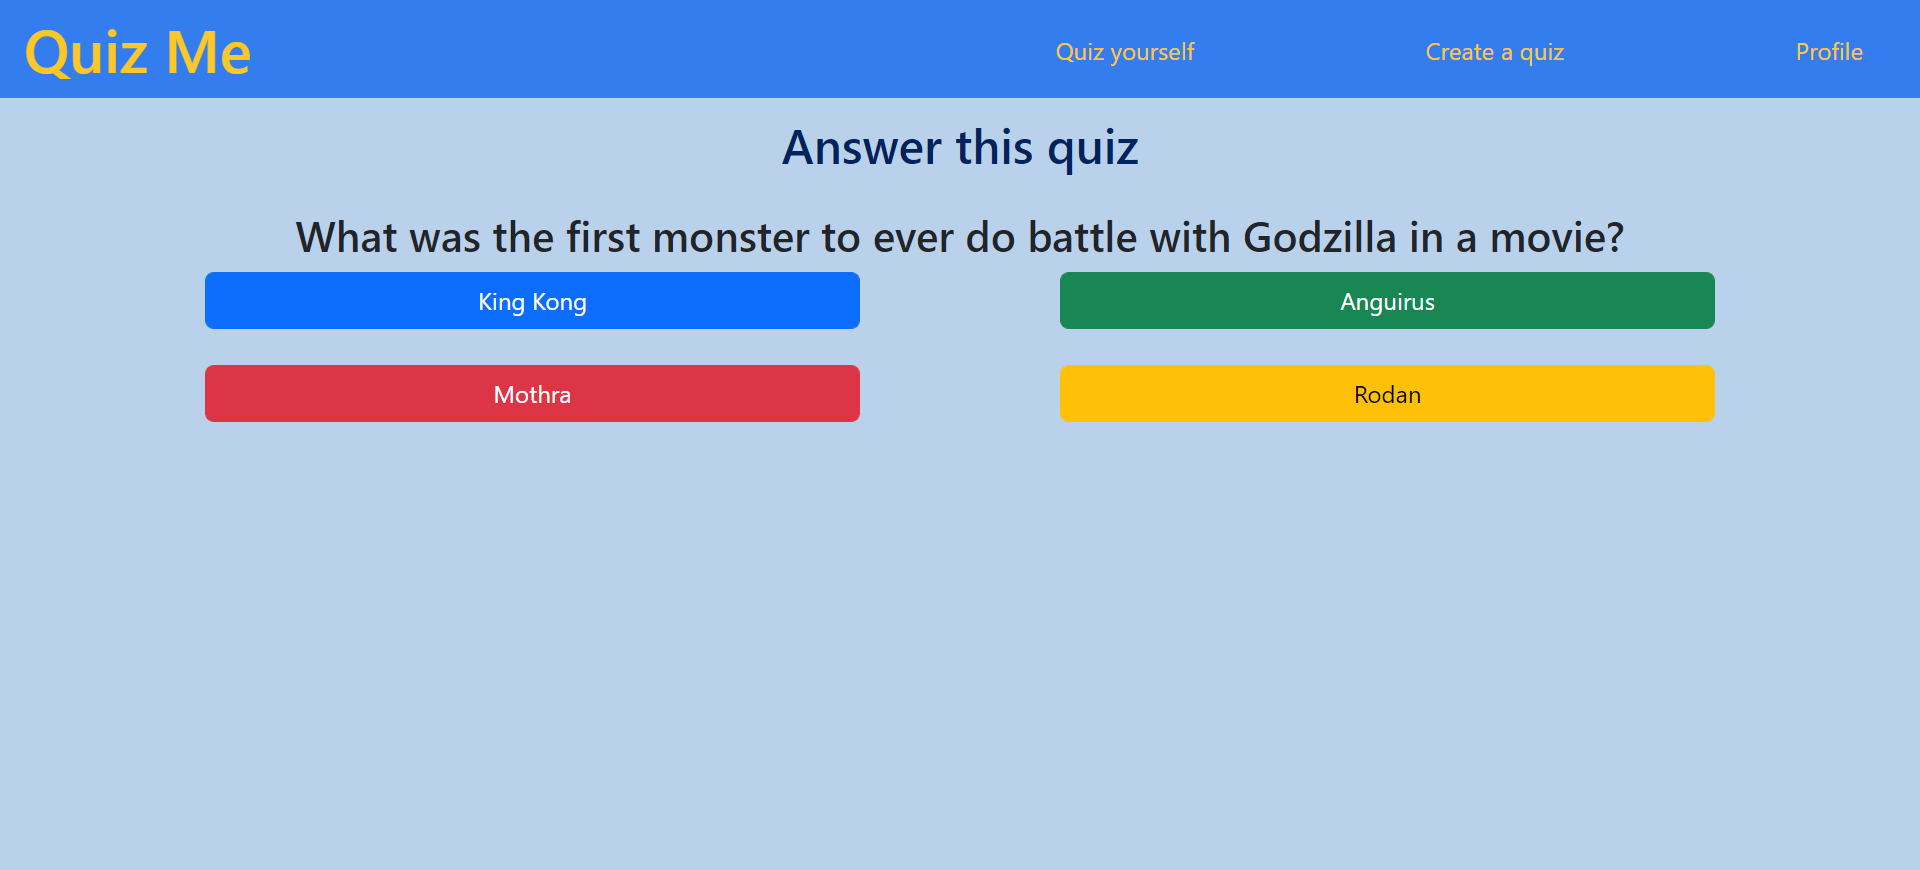 Quiz Me
Quiz yourself
Create a quiz
Profile
Answer this quiz
What was the first monster to ever do battle with Godzilla in a movie?
King Kong
Anguirus
Mothra
Rodan